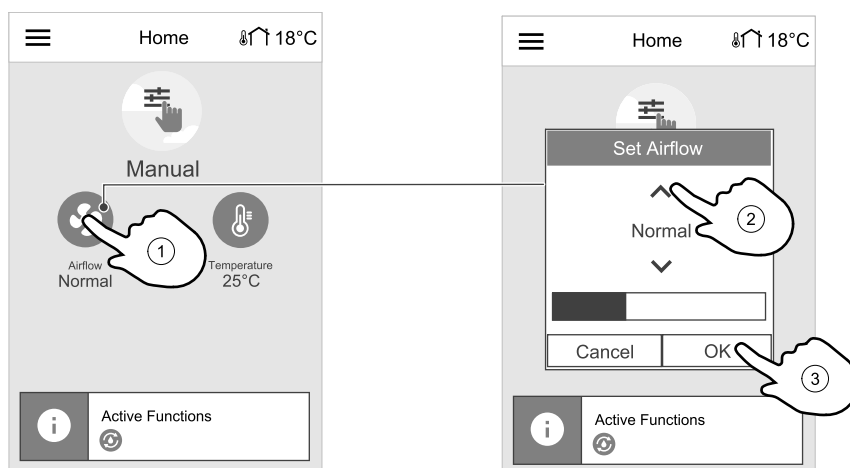 Home 18°C
Manual
1
Airflow
Normal
Temperature
25°C
i
Active Functions
Home 18°C
Set Airflow
2
Normal
Cancel OK
3
i
Active Functions